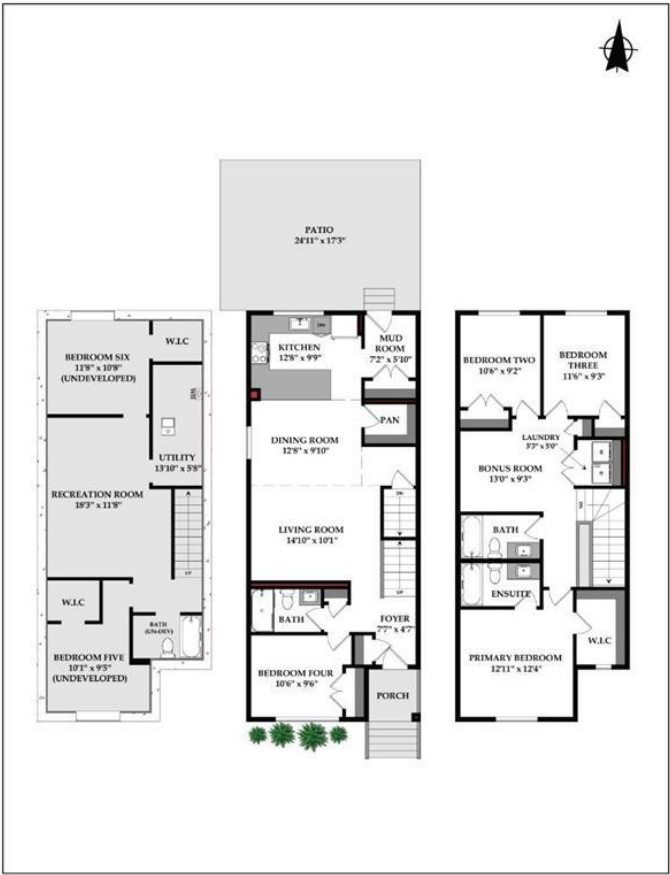 PATIO
24'11" x 17'3"
BEDROOM SIX
11'8" x 10'8"
(UNDEVELOPED)
W.I.C
UTILITY
13'10" x 5'8"
RECREATION ROOM
18'3" x 11'8"
UP
W.I.C
BATH
(UN-DEV)
BEDROOM FIVE
10'1" x 9'5"
(UNDEVELOPED)
KITCHEN
12'8" x 9'9"
MUD
ROOM
7'2" x 5'10"
PAN
DINING ROOM
12'8" x 9'10"
DN
LIVING ROOM
14'10" x 10'1"
UP
BATH
FOYER
7'7" x 4'7"
BEDROOM FOUR
10'6" x 9'6"
PORCH
BEDROOM TWO
10'6" x 9'2"
BEDROOM
THREE
11'6" x 9'3"
LAUNDRY
5'3" x 5'0"
BONUS ROOM
13'0" x 9'3"
DN
BATH
ENSUITE
W.I.C
PRIMARY BEDROOM
12'11" x 12'4"